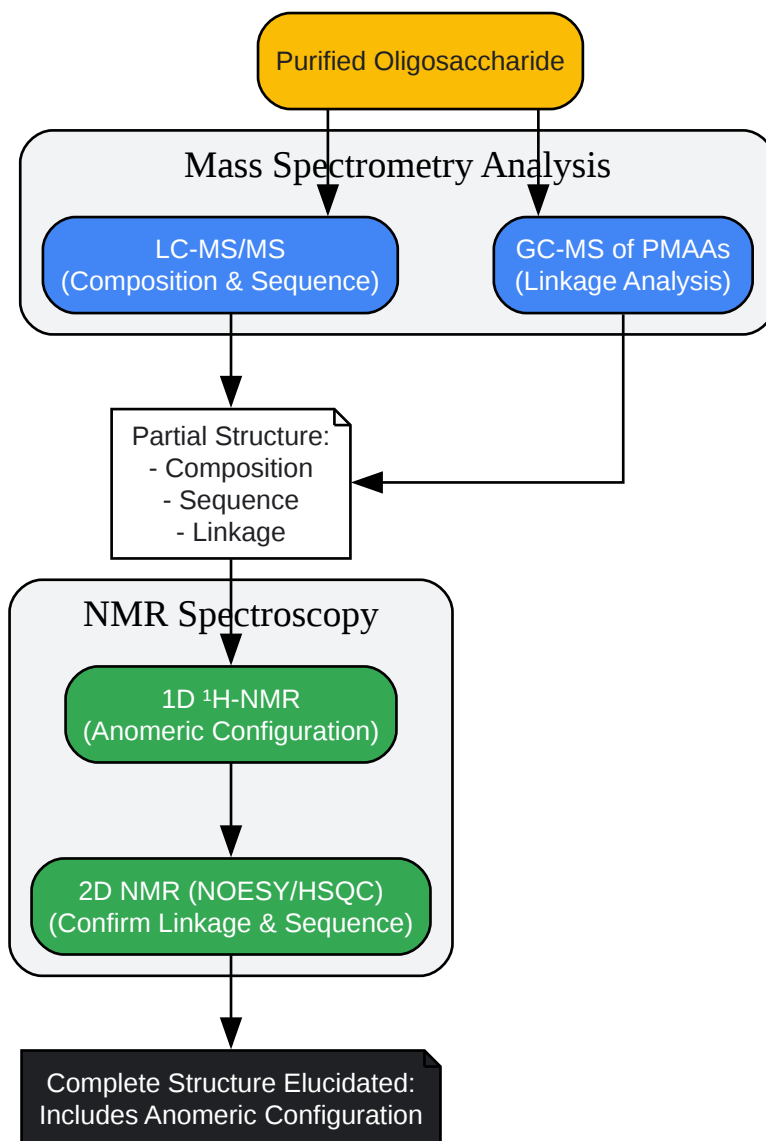 Purified Oligosaccharide
Mass Spectrometry Analysis
LC-MS/MS
(Composition & Sequence)
GC-MS of PMAAs
(Linkage Analysis)
Partial Structure:
- Composition
- Sequence
- Linkage
NMR Spectroscopy
1D ¹H-NMR
(Anomeric Configuration)
2D NMR (NOESY/HSQC)
(Confirm Linkage & Sequence)
Complete Structure Elucidated:
Includes Anomeric Configuration